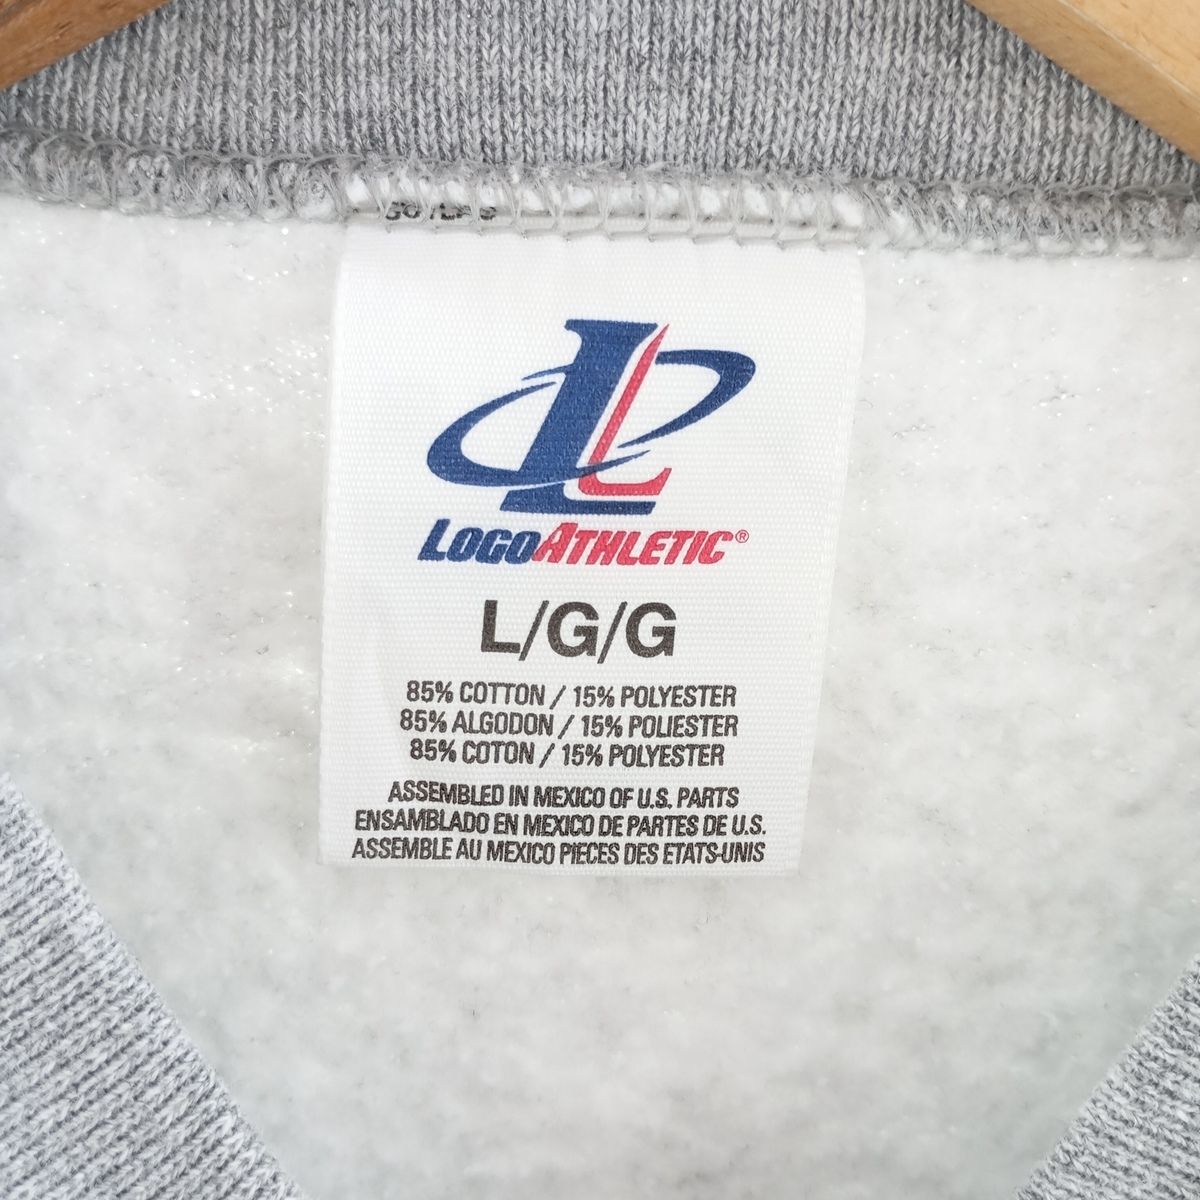 LOGOATHLETIC®
L/G/G
85% COTTON / 15% POLYESTER
85% ALGODON / 15% POLIESTER
85% COTON / 15% POLYESTER
ASSEMBLED IN MEXICO OF U.S. PARTS
ENSAMBLADO EN MEXICO DE PARTES DE U.S.
ASSEMBLE AU MEXICO PIECES DES ETATS-UNIS